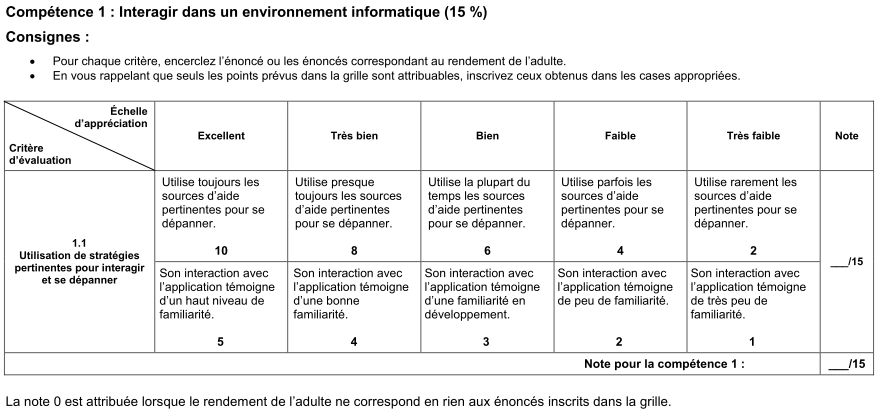 Compétence 1 : Interagir dans un environnement informatique (15 %)
Consignes :
• Pour chaque critère, encerclez l’énoncé ou les énoncés correspondant au rendement de l’adulte.
• En vous rappelant que seuls les points prévus dans la grille sont attribuables, inscrivez ceux obtenus dans les cases appropriées.
Échelle
d’appréciation
Critère
d’évaluation
Excellent
Très bien
Bien
Faible
Très faible
Note
1.1
Utilisation de stratégies
pertinentes pour interagir
et se dépanner
Utilise toujours les
sources d’aide
pertinentes pour se
dépanner.
10
Utilise presque
toujours les sources
d’aide pertinentes
pour se dépanner.
8
Utilise la plupart du
temps les sources
d’aide pertinentes
pour se dépanner.
6
Utilise parfois les
sources d’aide
pertinentes pour se
dépanner.
4
Utilise rarement les
sources d’aide
pertinentes pour se
dépanner.
2
___/15
Son interaction avec
l’application témoigne
d’un haut niveau de
familiarité.
5
Son interaction avec
l’application témoigne
d’une bonne
familiarité.
4
Son interaction avec
l’application témoigne
d’une familiarité en
développement.
3
Son interaction avec
l’application témoigne
de peu de familiarité.
2
Son interaction avec
l’application témoigne
de très peu de
familiarité.
1
Note pour la compétence 1 :
___/15
La note 0 est attribuée lorsque le rendement de l’adulte ne correspond en rien aux énoncés inscrits dans la grille.